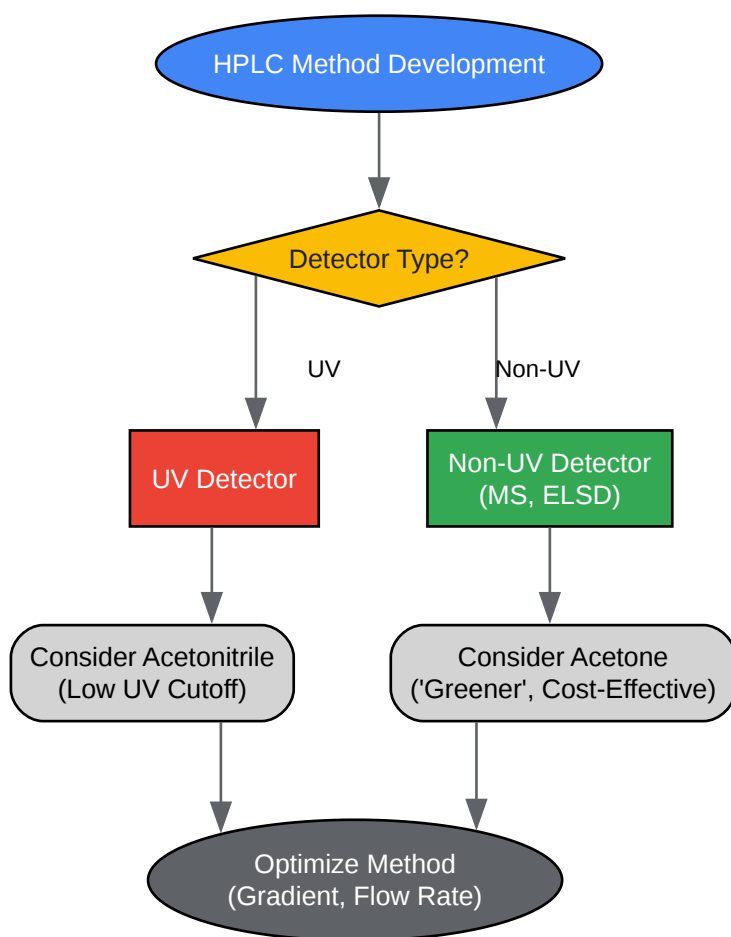 HPLC Method Development
Detector Type?
UV
Non-UV
UV Detector
Non-UV Detector
(MS, ELSD)
Consider Acetonitrile
(Low UV Cutoff)
Consider Acetone
('Greener', Cost-Effective)
Optimize Method
(Gradient, Flow Rate)